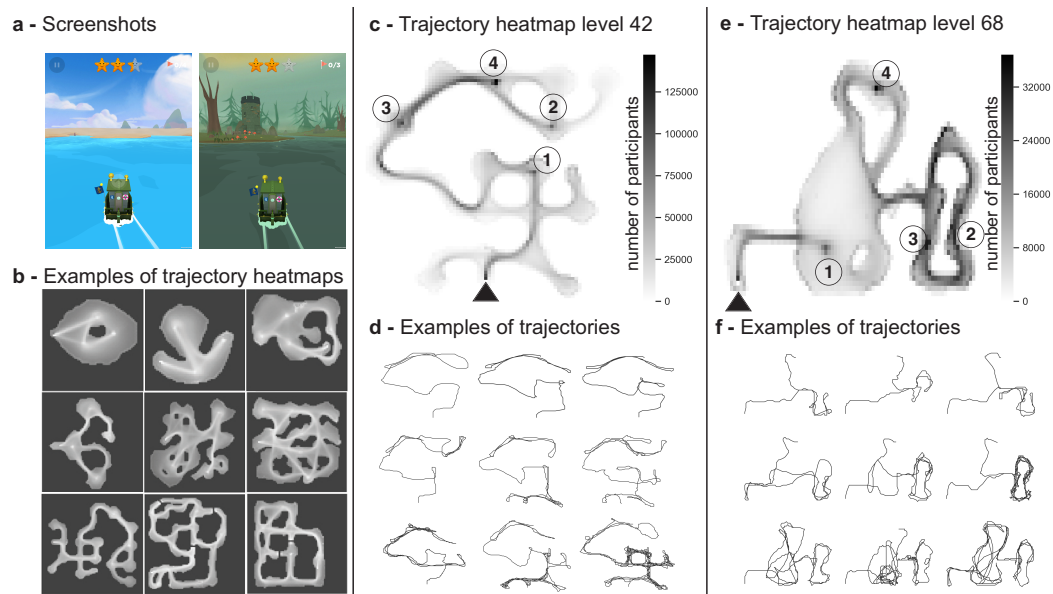 a - Screenshots
0/3
b - Examples of trajectory heatmaps
c - Trajectory heatmap level 42
4
3
2
1
number of participants
125000
100000
75000
50000
25000
0
d - Examples of trajectories
e - Trajectory heatmap level 68
4
3
2
1
number of participants
32000
24000
16000
8000
0
f - Examples of trajectories